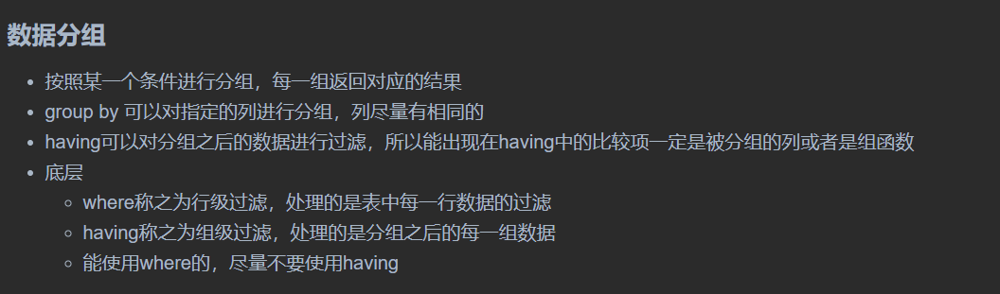 数据分组
按照某一个条件进行分组，每一组返回对应的结果
group by 可以对指定的列进行分组，列尽量有相同的
having可以对分组之后的数据进行过滤，所以能出现在having中的比较项一定是被分组的列或者是组函数
底层
where称之为行级过滤，处理的是表中每一行数据的过滤
having称之为组级过滤，处理的是分组之后的每一组数据
能使用where的，尽量不要使用having